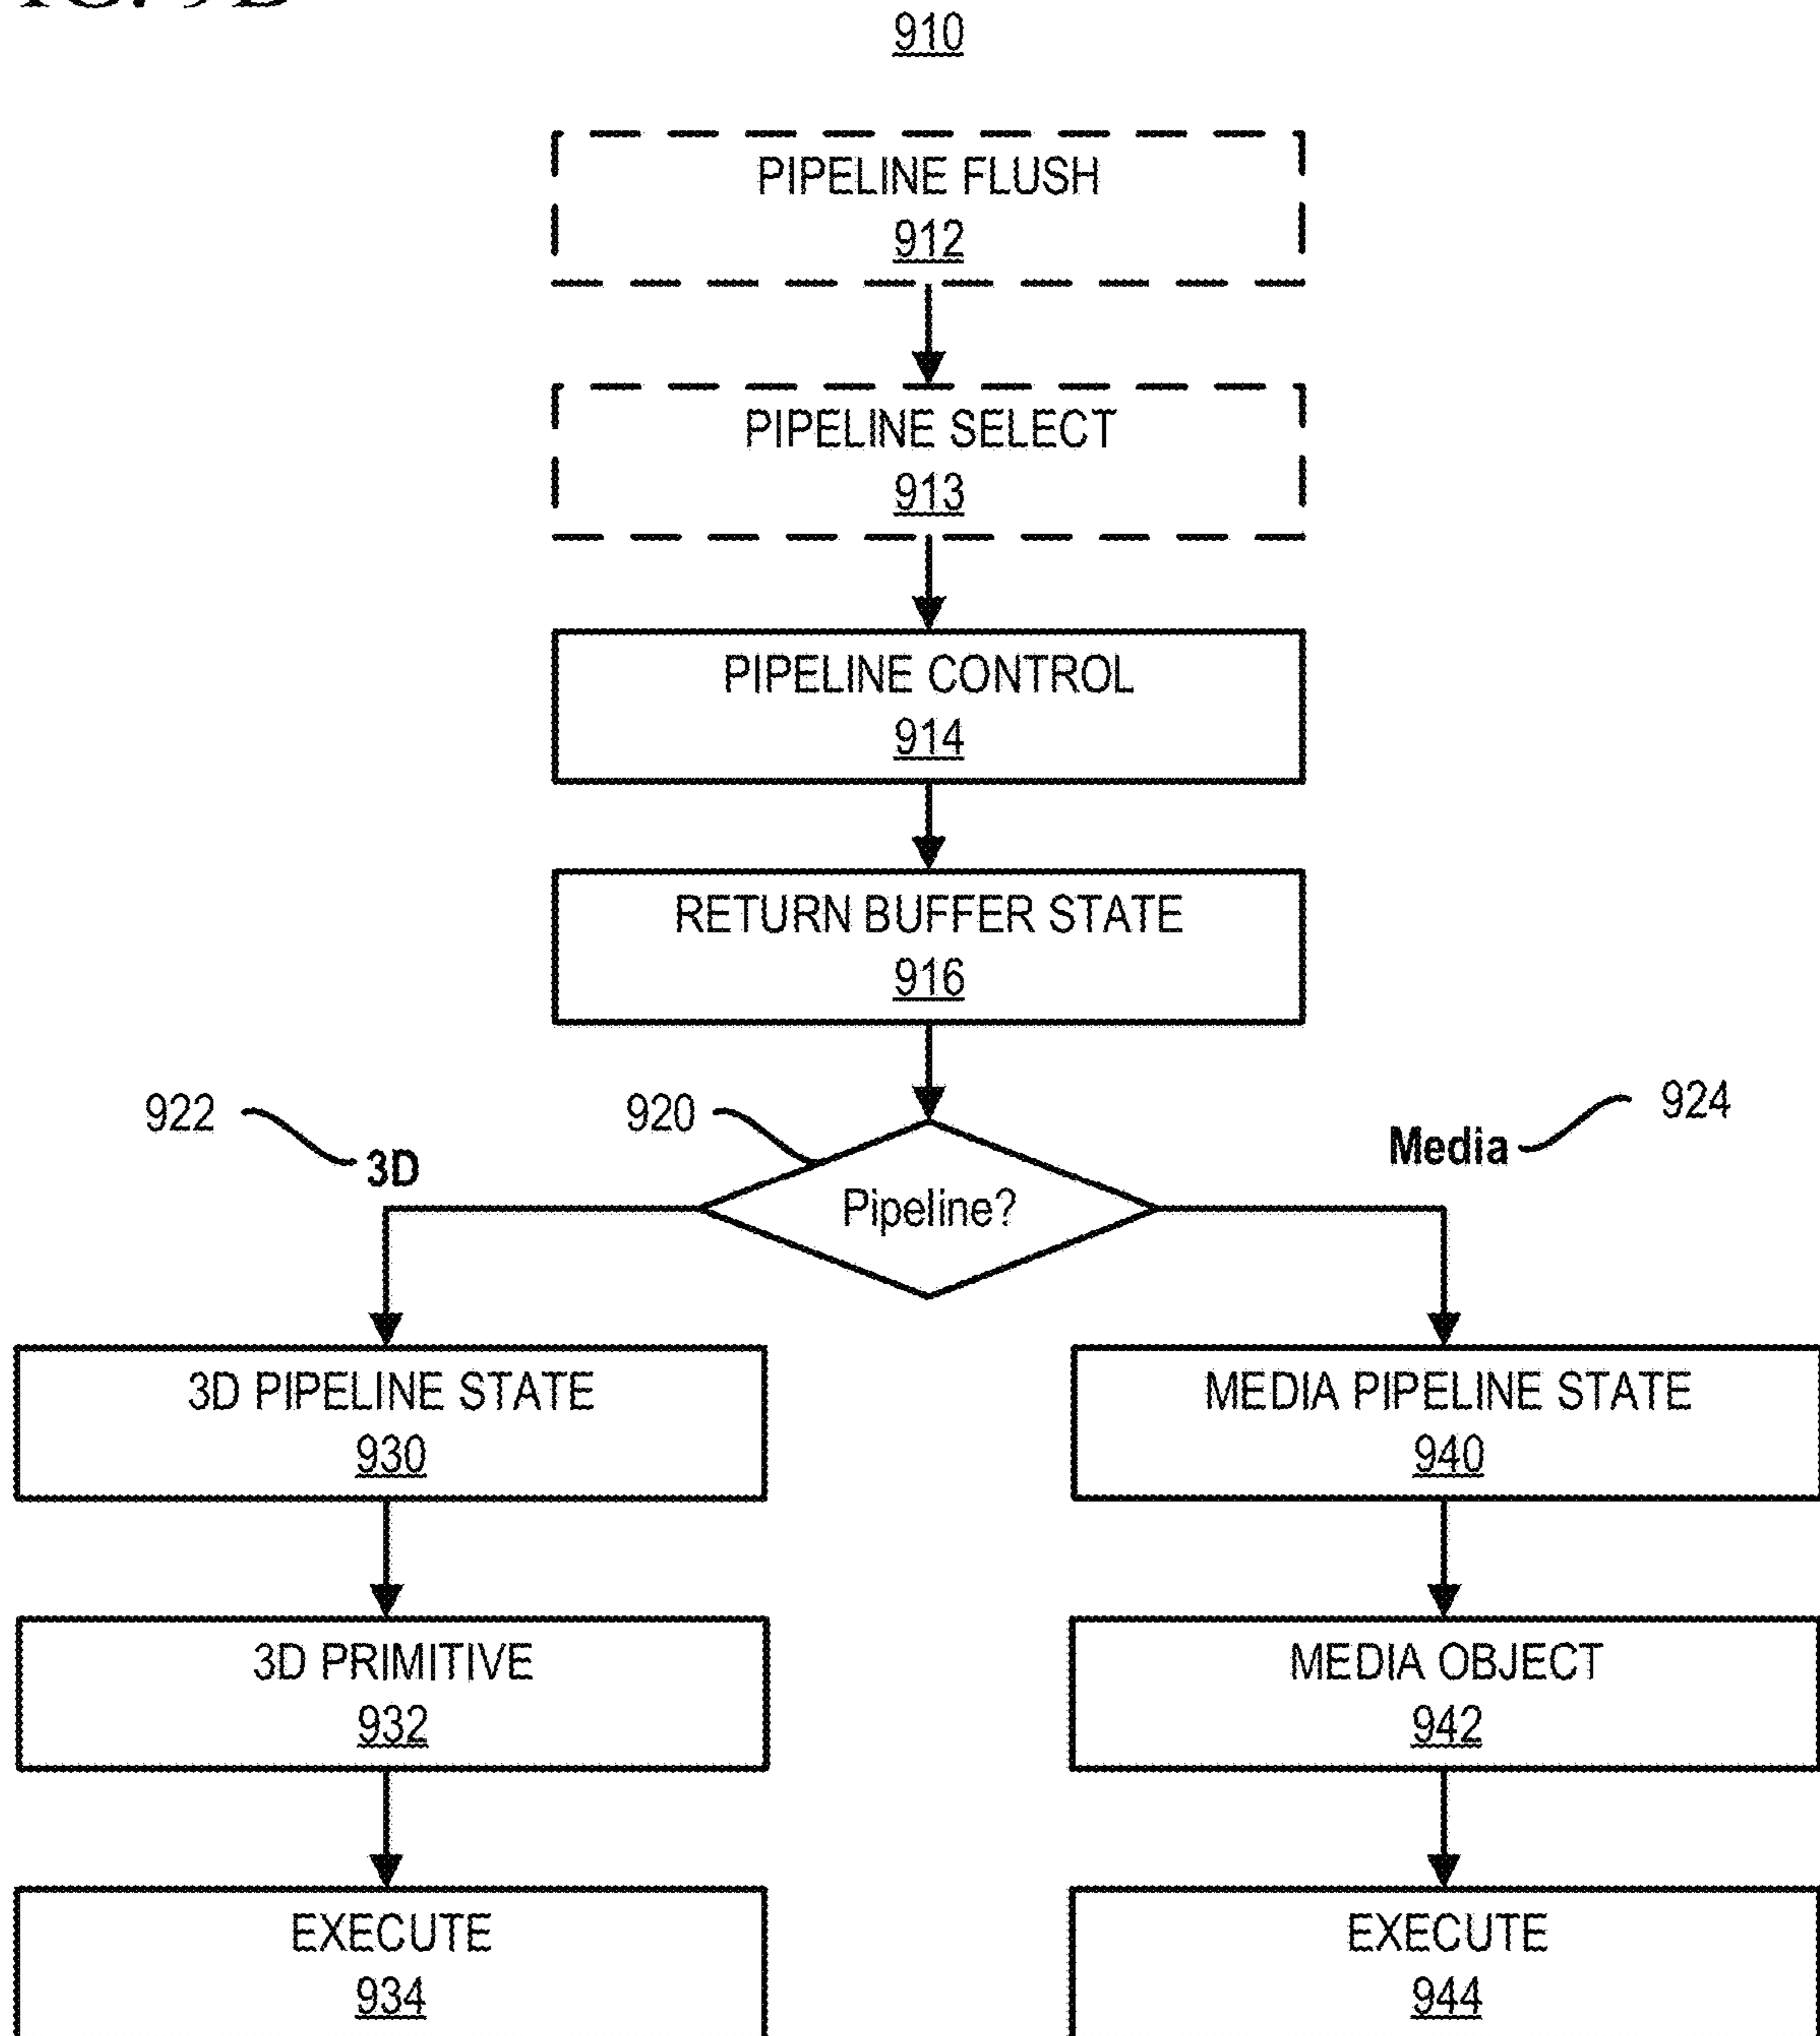 910
PIPELINE FLUSH
912
PIPELINE SELECT
913
PIPELINE CONTROL
914
RETURN BUFFER STATE
916
922
920
924
3D
Media
Pipeline?
3D PIPELINE STATE
930
MEDIA PIPELINE STATE
940
3D PRIMITIVE
932
MEDIA OBJECT
942
EXECUTE
934
EXECUTE
944